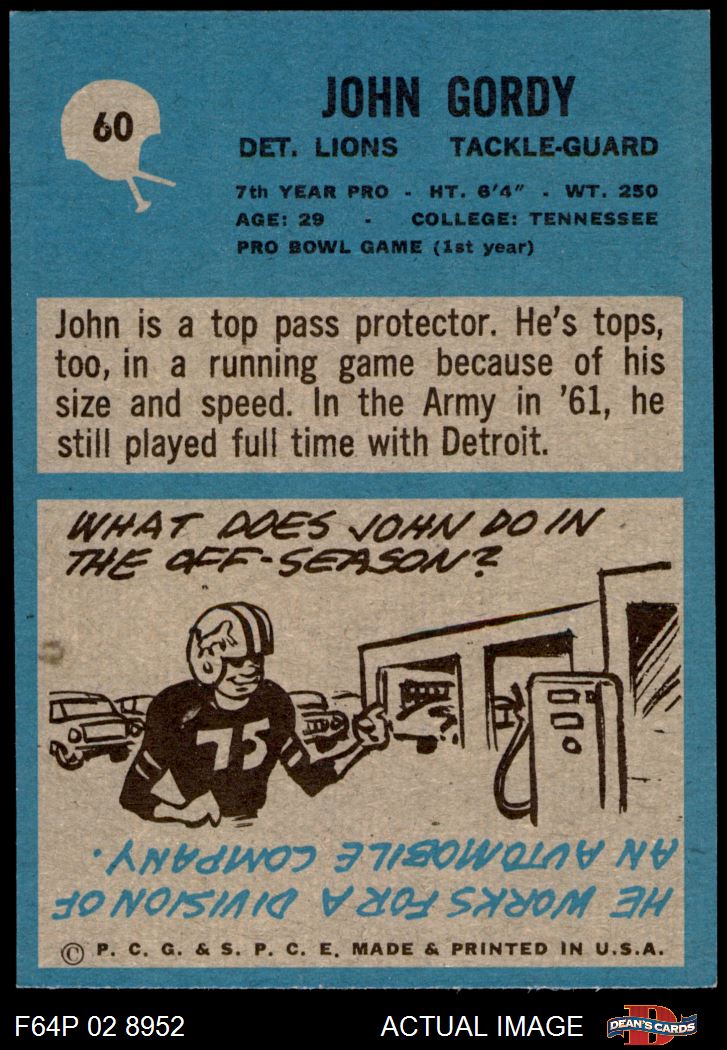 60
JOHN GORDY
DET. LIONS TACKLE-GUARD
7th YEAR PRO - HT. 6'4" - WT. 250
AGE: 29 - COLLEGE: TENNESSEE
PRO BOWL GAME (1st year)
John is a top pass protector. He's tops,
too, in a running game because of his
size and speed. In the Army in '61, he
still played full time with Detroit.
WHAT DOES JOHN DO IN
THE OFF-SEASON?
75
HE WORKS FOR A DIVISION OF
AN AUTOMOBILE COMPANY.
© P. C. G. & S. P. C. E. MADE & PRINTED IN U.S.A.
F64P 02 8952 ACTUAL IMAGE
D
DEAN'S CARDS